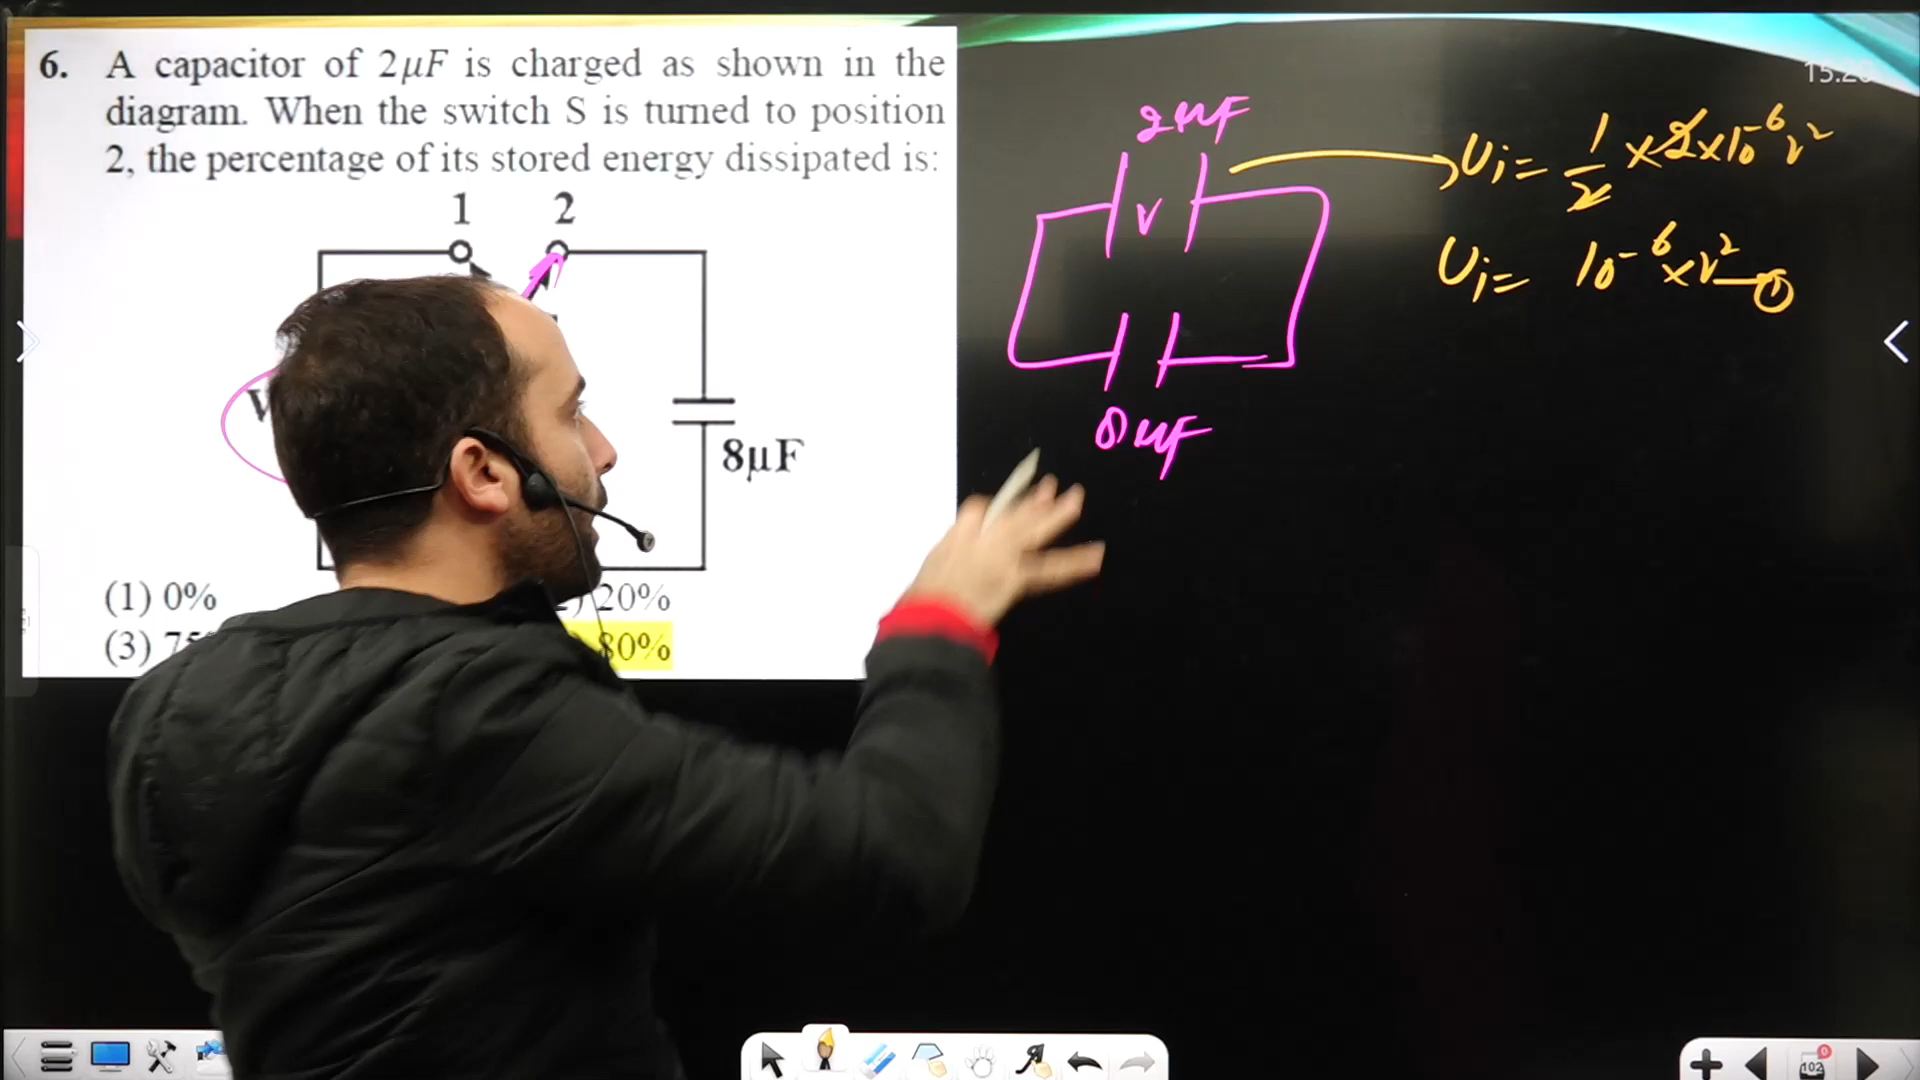 6. A capacitor of 2μF is charged as shown in the
diagram. When the switch S is turned to position
2, the percentage of its stored energy dissipated is:
1 2
V
8μF
(1) 0%
20%
(3)
80%
2μF
V
8μF
Ui = 1/2 × 2 × 10⁻⁶ v²
Ui = 10⁻⁶ × v² — ①
102
0